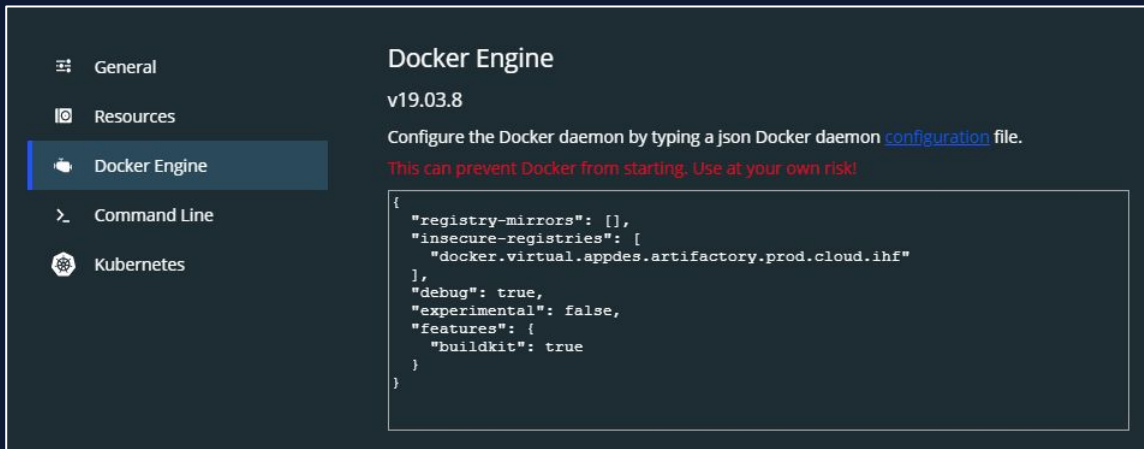 General
Resources
Docker Engine
Command Line
Kubernetes
Docker Engine
v19.03.8
Configure the Docker daemon by typing a json Docker daemon configuration file.
This can prevent Docker from starting. Use at your own risk!
{
  "registry-mirrors": [],
  "insecure-registries": [
    "docker.virtual.appdes.artifactory.prod.cloud.ihf"
  ],
  "debug": true,
  "experimental": false,
  "features": {
    "buildkit": true
  }
}